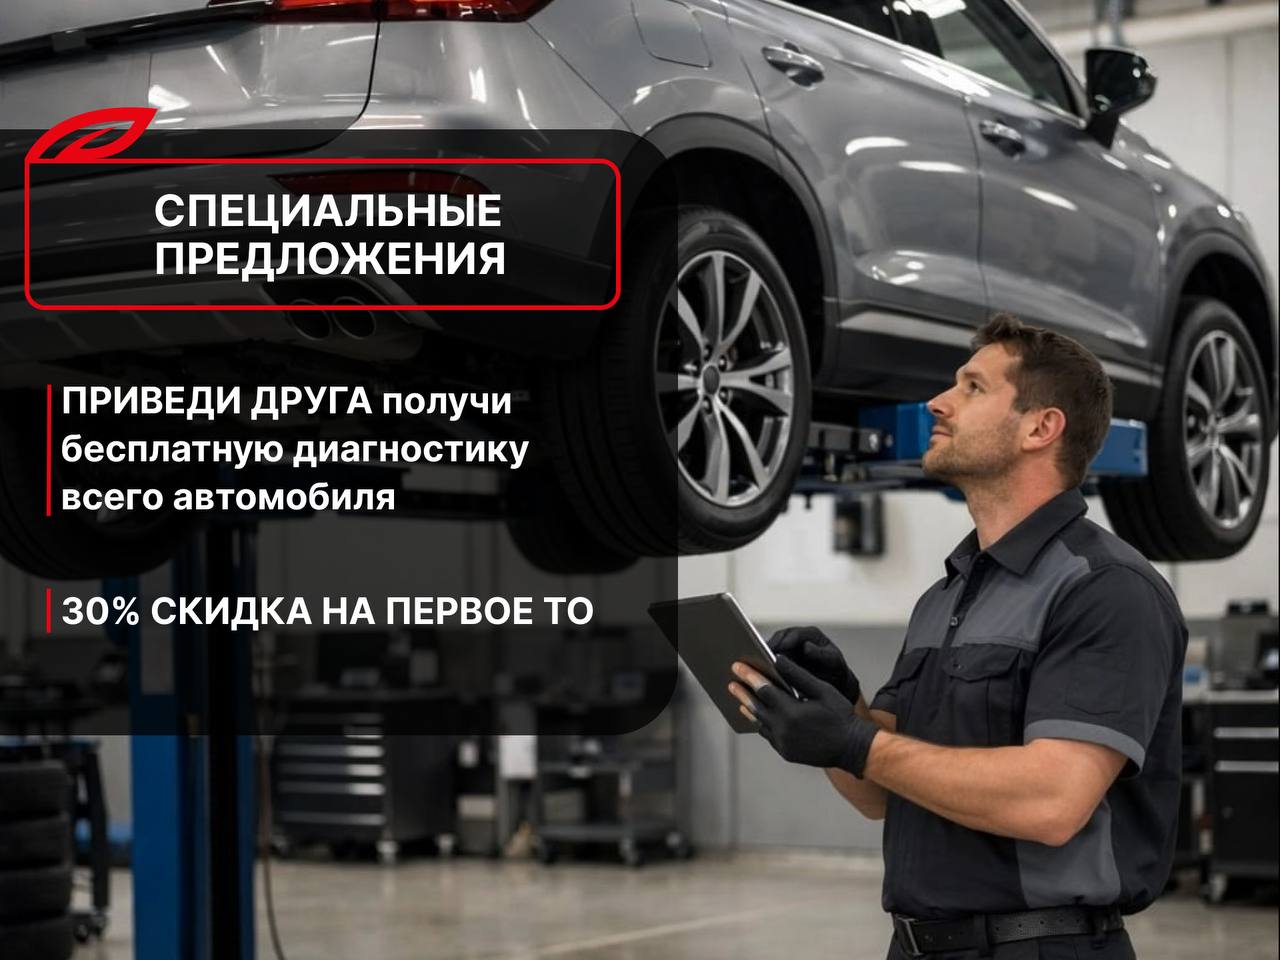 СПЕЦИАЛЬНЫЕ
ПРЕДЛОЖЕНИЯ
ПРИВЕДИ ДРУГА получи
бесплатную диагностику
всего автомобиля
30% СКИДКА НА ПЕРВОЕ ТО